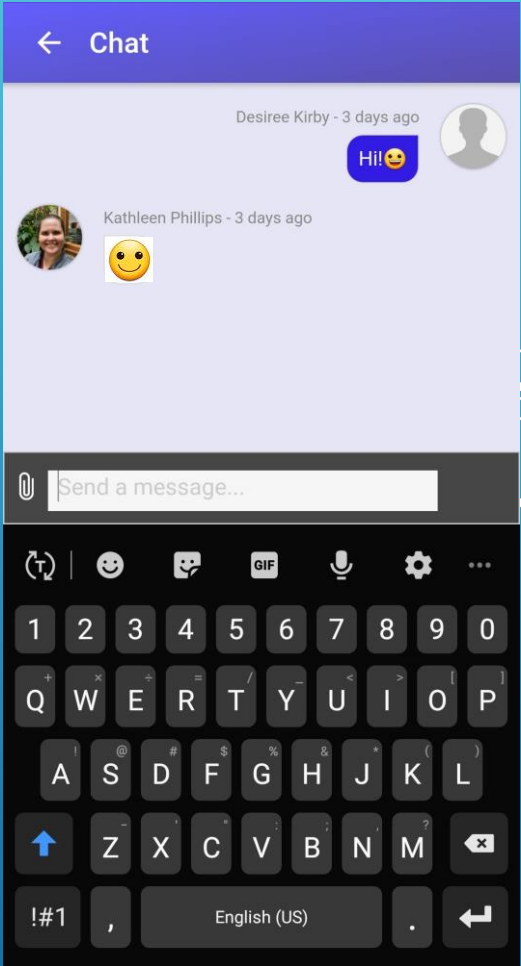 Chat
Desiree Kirby - 3 days ago
Hi!😃
Kathleen Phillips - 3 days ago
🙂
Send a message...
T
GIF
1 2 3 4 5 6 7 8 9 0
+ × ÷ = / _ < > [ ]
Q W E R T Y U I O P
! @ # $ % & * ( )
A S D F G H J K L
- ' " : ; , ?
Z X C V B N M
!#1 , English (US) .